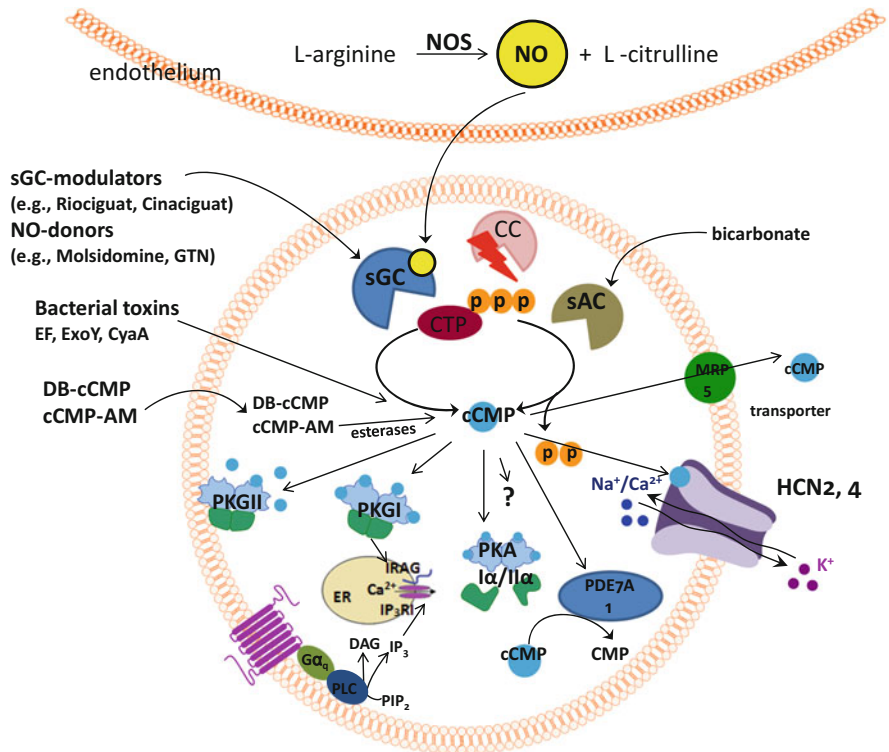 L-arginine NOS NO + L -citrulline
endothelium
sGC-modulators
(e.g., Riociguat, Cinaciguat)
NO-donors
(e.g., Molsidomine, GTN)
CC
bicarbonate
sGC
sAC
p p p
CTP
Bacterial toxins
EF, ExoY, CyaA
MRP
5
cCMP
transporter
DB-cCMP
cCMP-AM
DB-cCMP
cCMP-AM
esterases
cCMP
p p
Na⁺/Ca²⁺
HCN2, 4
K⁺
PKGII
PKGI
?
PKA
Iα/IIα
PDE7A
1
IRAG
ER
Ca²⁺
IP₃RI
cCMP
CMP
DAG
IP₃
Gαq
PLC
PIP₂